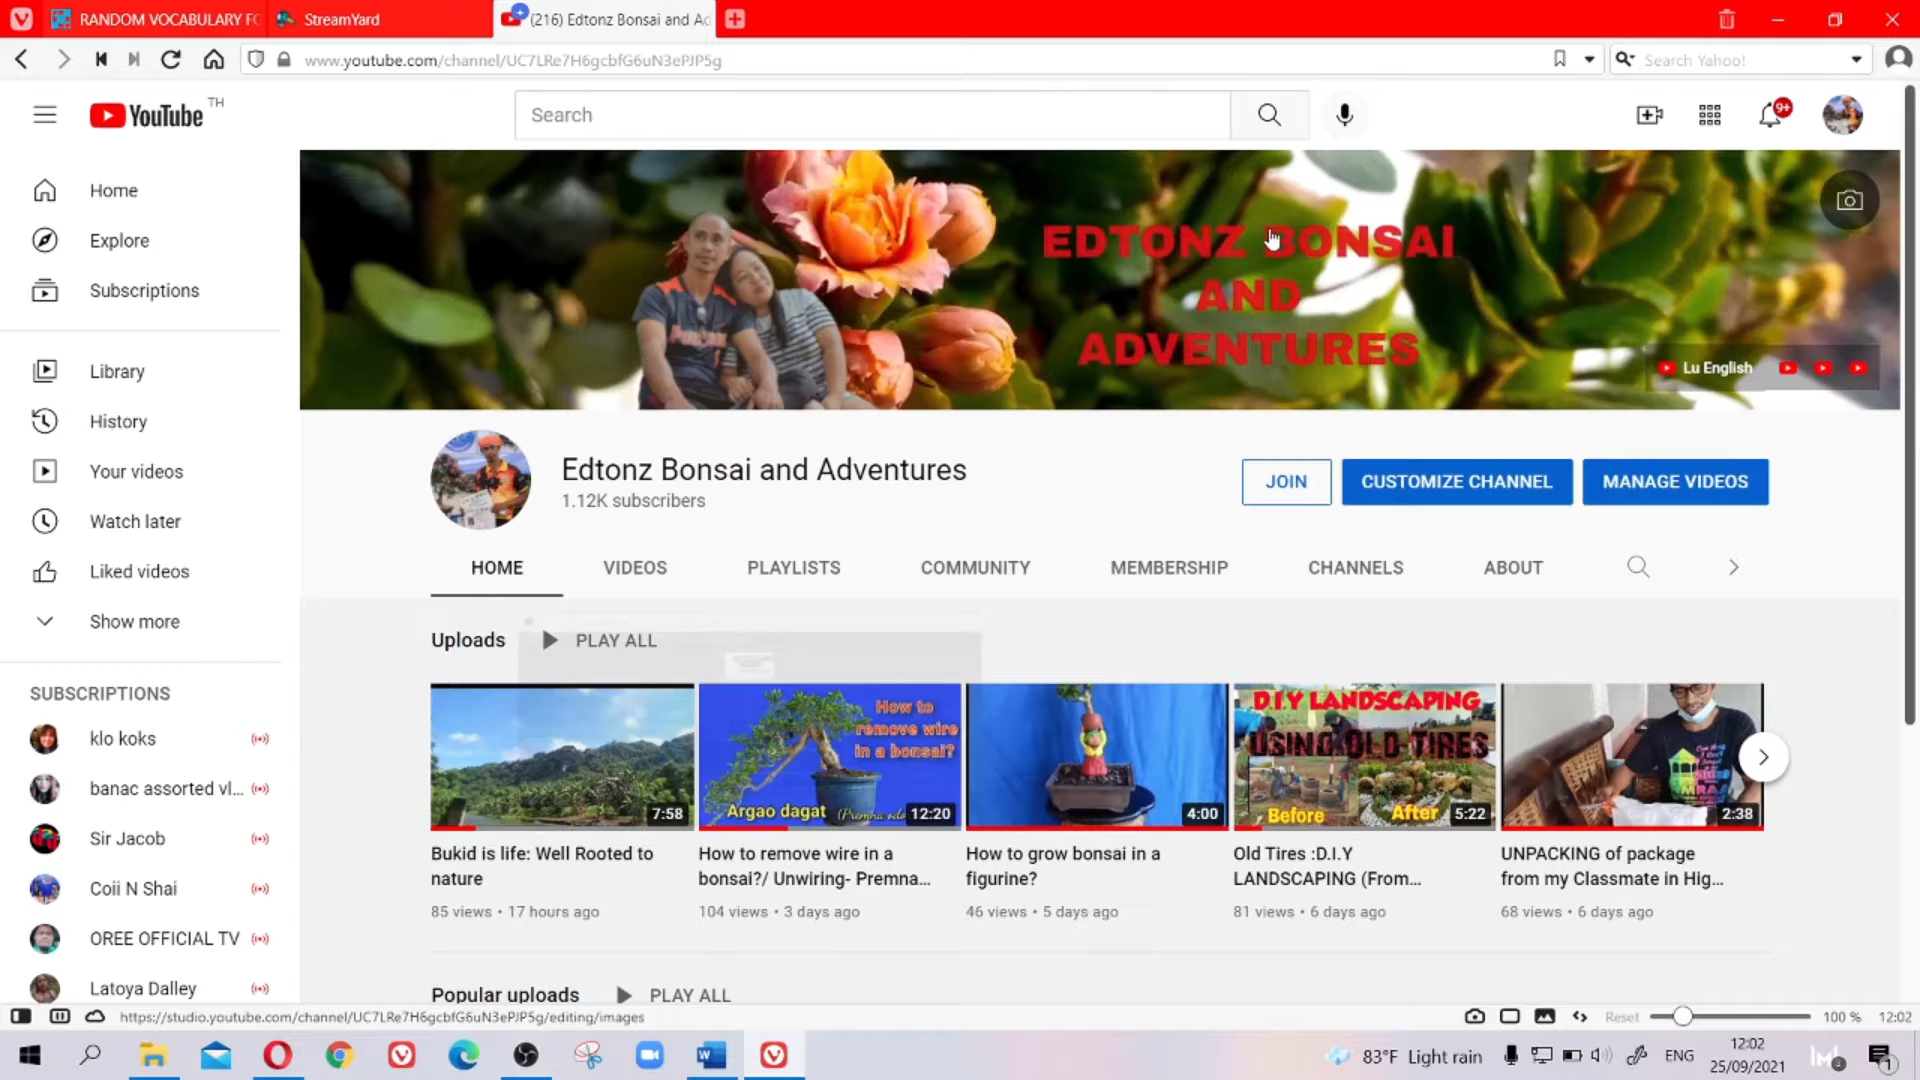 RANDOM VOCABULARY FC
StreamYard
(216) Edtonz Bonsai and Ad
www.youtube.com/channel/UC7LRe7H6gcbfG6uN3ePJP5g
Search Yahoo!
YouTube TH
Search
9+
Home
Explore
Subscriptions
Library
History
Your videos
Watch later
Liked videos
Show more
SUBSCRIPTIONS
klo koks
banac assorted vl...
Sir Jacob
Coii N Shai
OREE OFFICIAL TV
Latoya Dalley
EDTONZ BONSAI
AND
ADVENTURES
Lu English
Edtonz Bonsai and Adventures
1.12K subscribers
JOIN
CUSTOMIZE CHANNEL
MANAGE VIDEOS
HOME
VIDEOS
PLAYLISTS
COMMUNITY
MEMBERSHIP
CHANNELS
ABOUT
Uploads
PLAY ALL
7:58
Bukid is life: Well Rooted to
nature
85 views • 17 hours ago
How to
remove wire
in a bonsai?
Argao dagat
12:20
How to remove wire in a
bonsai?/ Unwiring- Premna...
104 views • 3 days ago
4:00
How to grow bonsai in a
figurine?
46 views • 5 days ago
D.I.Y LANDSCAPING
USING OLD TIRES
Before
After
5:22
Old Tires :D.I.Y
LANDSCAPING (From...
81 views • 6 days ago
2:38
UNPACKING of package
from my Classmate in Hig...
68 views • 6 days ago
Popular uploads
PLAY ALL
https://studio.youtube.com/channel/UC7LRe7H6gcbfG6uN3ePJP5g/editing/images
Reset
100 %
12:02
83°F Light rain
ENG
12:02
25/09/2021
1